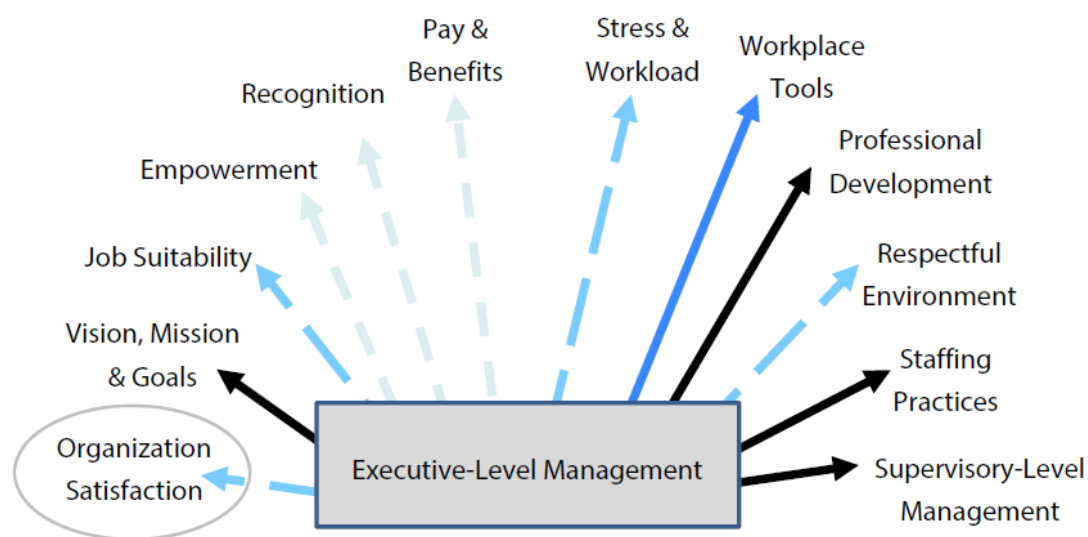 Pay &
Benefits
Stress &
Workload
Workplace
Tools
Recognition
Professional
Development
Empowerment
Job Suitability
Respectful
Environment
Vision, Mission
& Goals
Staffing
Practices
Organization
Satisfaction
Executive-Level Management
Supervisory-Level
Management